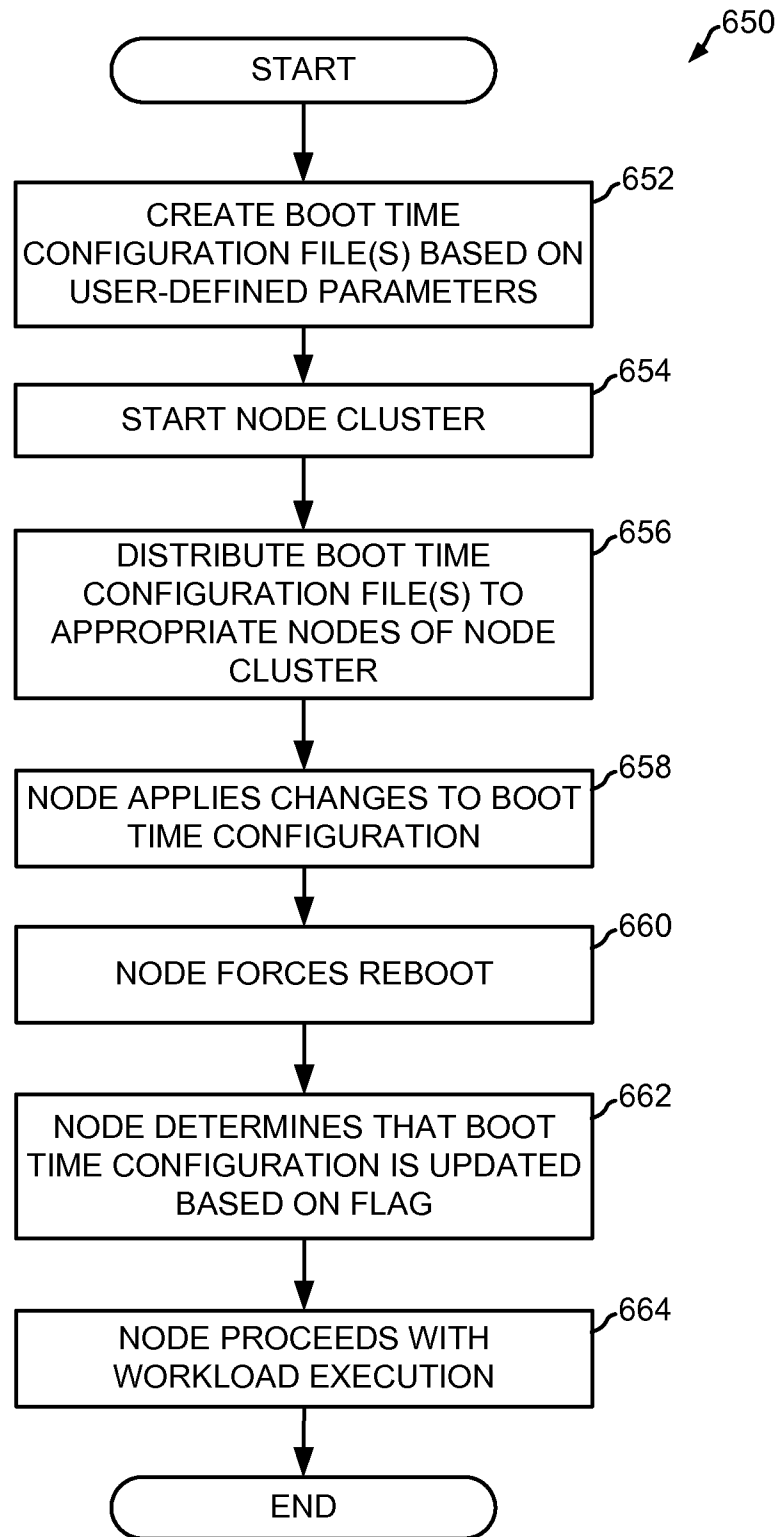 650
START
652
CREATE BOOT TIME
CONFIGURATION FILE(S) BASED ON
USER-DEFINED PARAMETERS
654
START NODE CLUSTER
656
DISTRIBUTE BOOT TIME
CONFIGURATION FILE(S) TO
APPROPRIATE NODES OF NODE
CLUSTER
658
NODE APPLIES CHANGES TO BOOT
TIME CONFIGURATION
660
NODE FORCES REBOOT
662
NODE DETERMINES THAT BOOT
TIME CONFIGURATION IS UPDATED
BASED ON FLAG
664
NODE PROCEEDS WITH
WORKLOAD EXECUTION
END